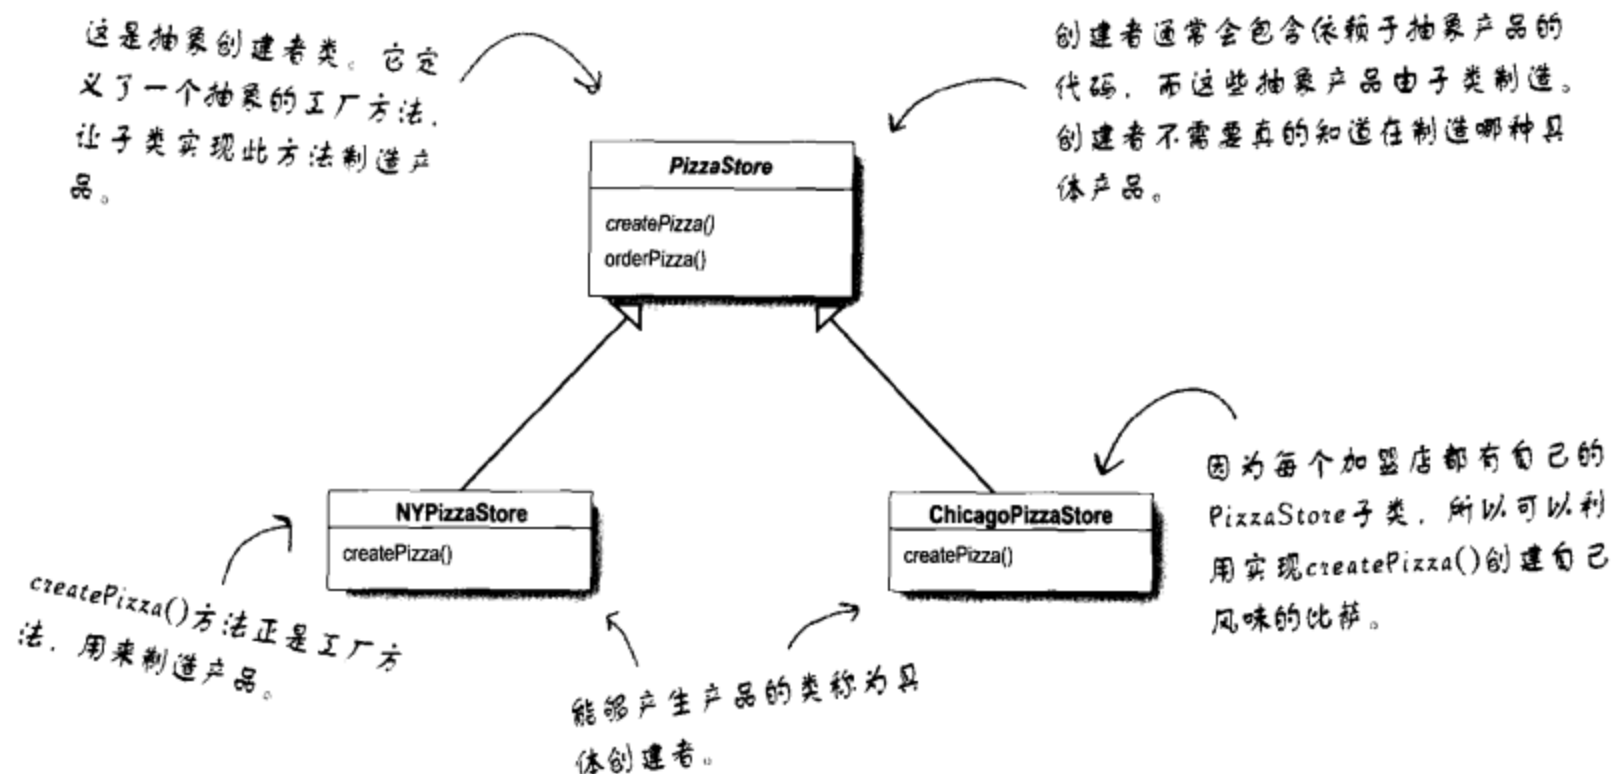 这是抽象创建者类。它定
义了一个抽象的工厂方法，
让子类实现此方法制造产
品。
创建者通常会包含依赖于抽象产品的
代码，而这些抽象产品由子类制造。
创建者不需要真的知道在制造哪种具
体产品。
PizzaStore
createPizza()
orderPizza()
NYPizzaStore
createPizza()
ChicagoPizzaStore
createPizza()
因为每个加盟店都有自己的
PizzaStore子类，所以可以利
用实现createPizza()创建自己
风味的比萨。
createPizza()方法正是工厂方
法，用来制造产品。
能够产生产品的类称为具
体创建者。